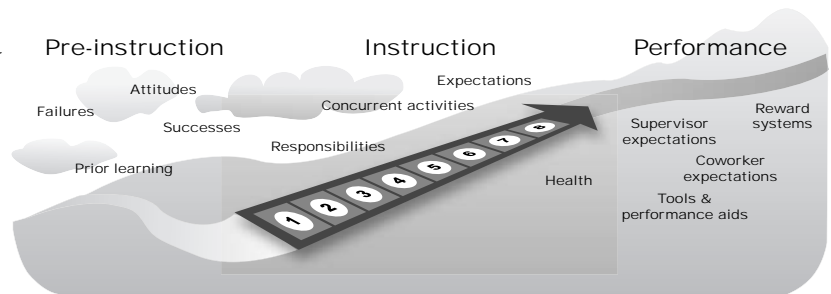 Pre-instruction
Instruction
Performance
Attitudes
Expectations
Failures
Concurrent activities
Successes
Responsibilities
Prior learning
Health
Supervisor
expectations
Reward
systems
Coworker
expectations
Tools &
performance aids
1
2
3
4
5
6
7
8